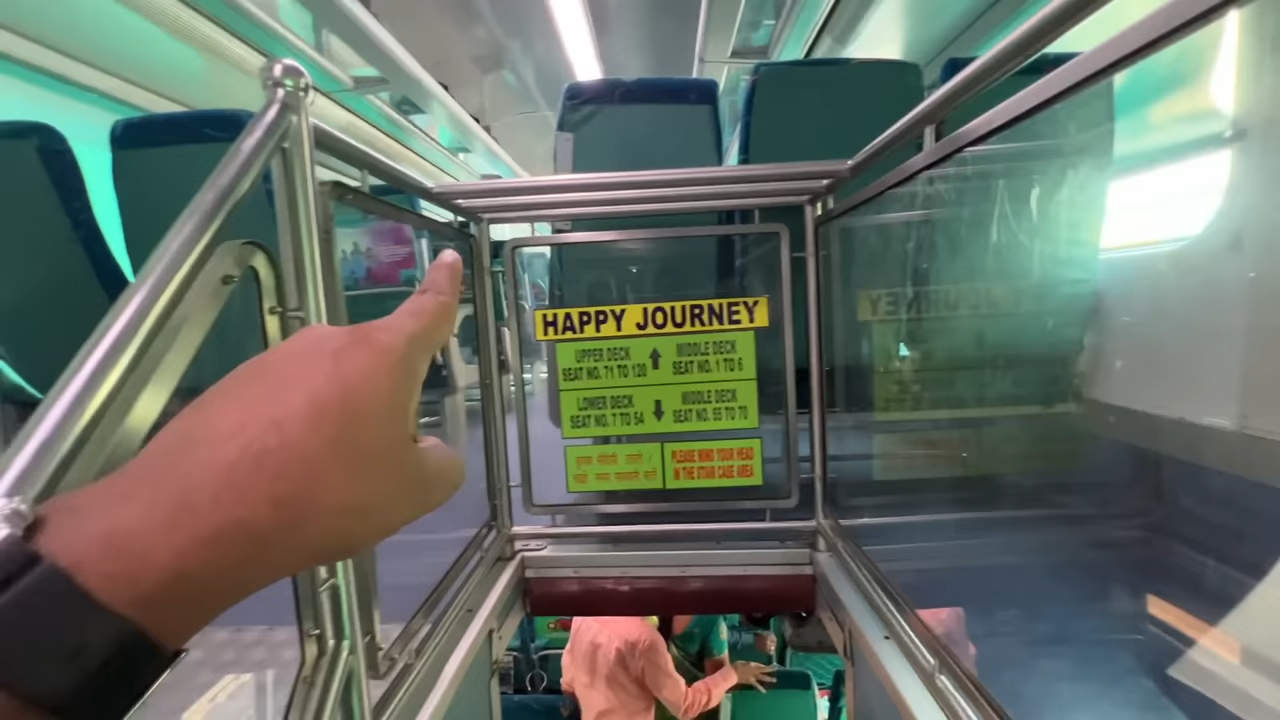 HAPPY JOURNEY
UPPER DECK
SEAT NO. 71 TO 120
MIDDLE DECK
SEAT NO. 1 TO 6
LOWER DECK
SEAT NO. 7 TO 54
MIDDLE DECK
SEAT NO. 55 TO 70
PLEASE MIND YOUR HEAD
IN THE STAIR CASE AREA